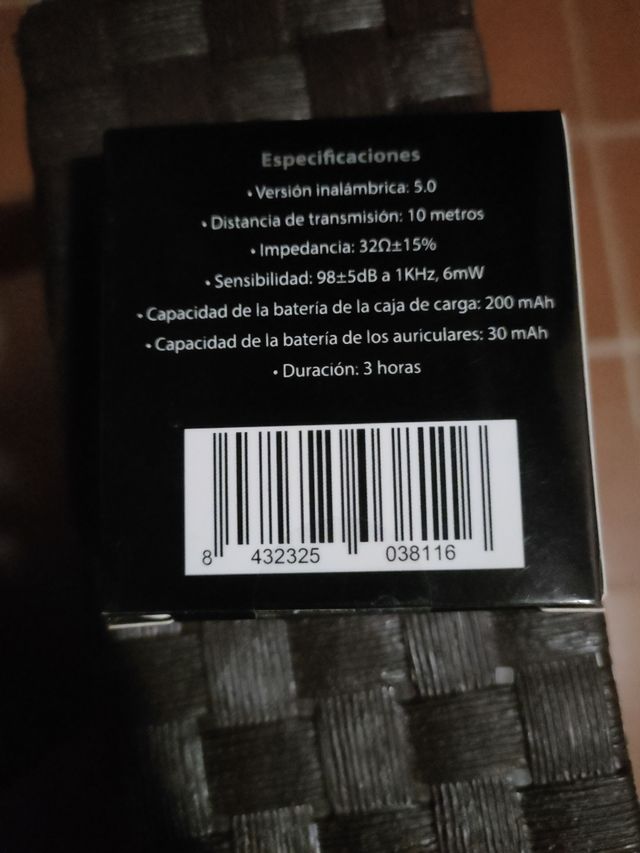 Especificaciones
• Versión inalámbrica: 5.0
• Distancia de transmisión: 10 metros
• Impedancia: 32Ω±15%
• Sensibilidad: 98±5dB a 1KHz, 6mW
• Capacidad de la batería de la caja de carga: 200 mAh
• Capacidad de la batería de los auriculares: 30 mAh
• Duración: 3 horas
8 432325 038116